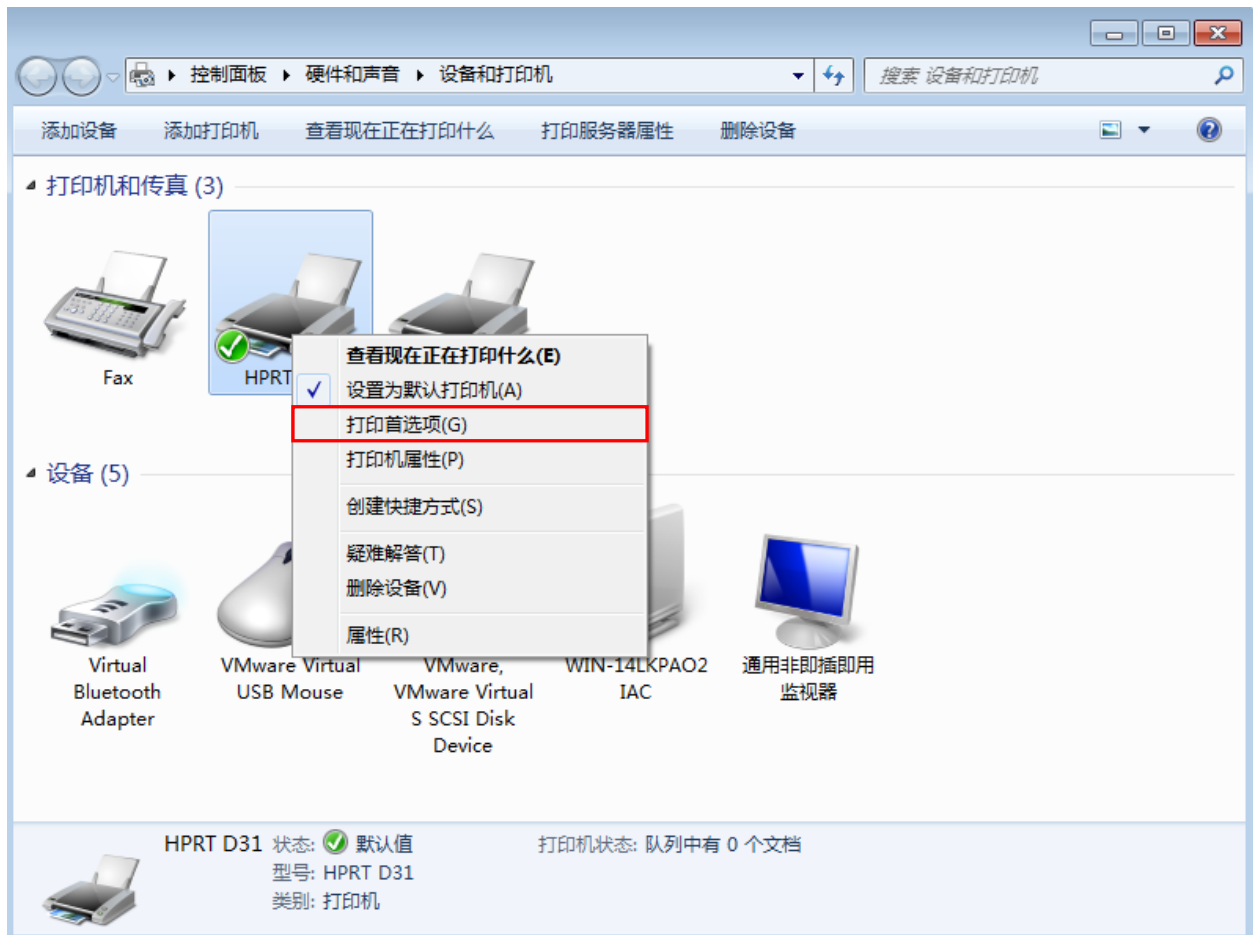 控制面板 硬件和声音 设备和打印机 搜索 设备和打印机
添加设备 添加打印机 查看现在正在打印什么 打印服务器属性 删除设备
打印机和传真 (3)
Fax
HPRT
查看现在正在打印什么(E)
设置为默认打印机(A)
打印首选项(G)
打印机属性(P)
创建快捷方式(S)
疑难解答(T)
删除设备(V)
属性(R)
设备 (5)
Virtual
Bluetooth
Adapter
VMware Virtual
USB Mouse
VMware,
VMware Virtual
S SCSI Disk
Device
WIN-14LKPAO2
IAC
通用非即插即用
监视器
HPRT D31 状态: 默认值 打印机状态: 队列中有 0 个文档
型号: HPRT D31
类别: 打印机